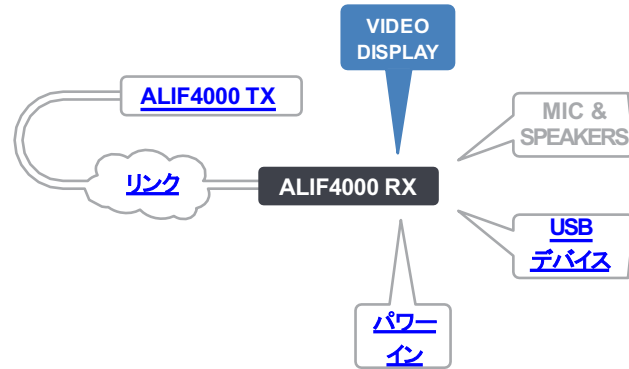 VIDEO
DISPLAY
ALIF4000 TX
MIC &
SPEAKERS
リンク
ALIF4000 RX
USB
デバイス
パワー
イン